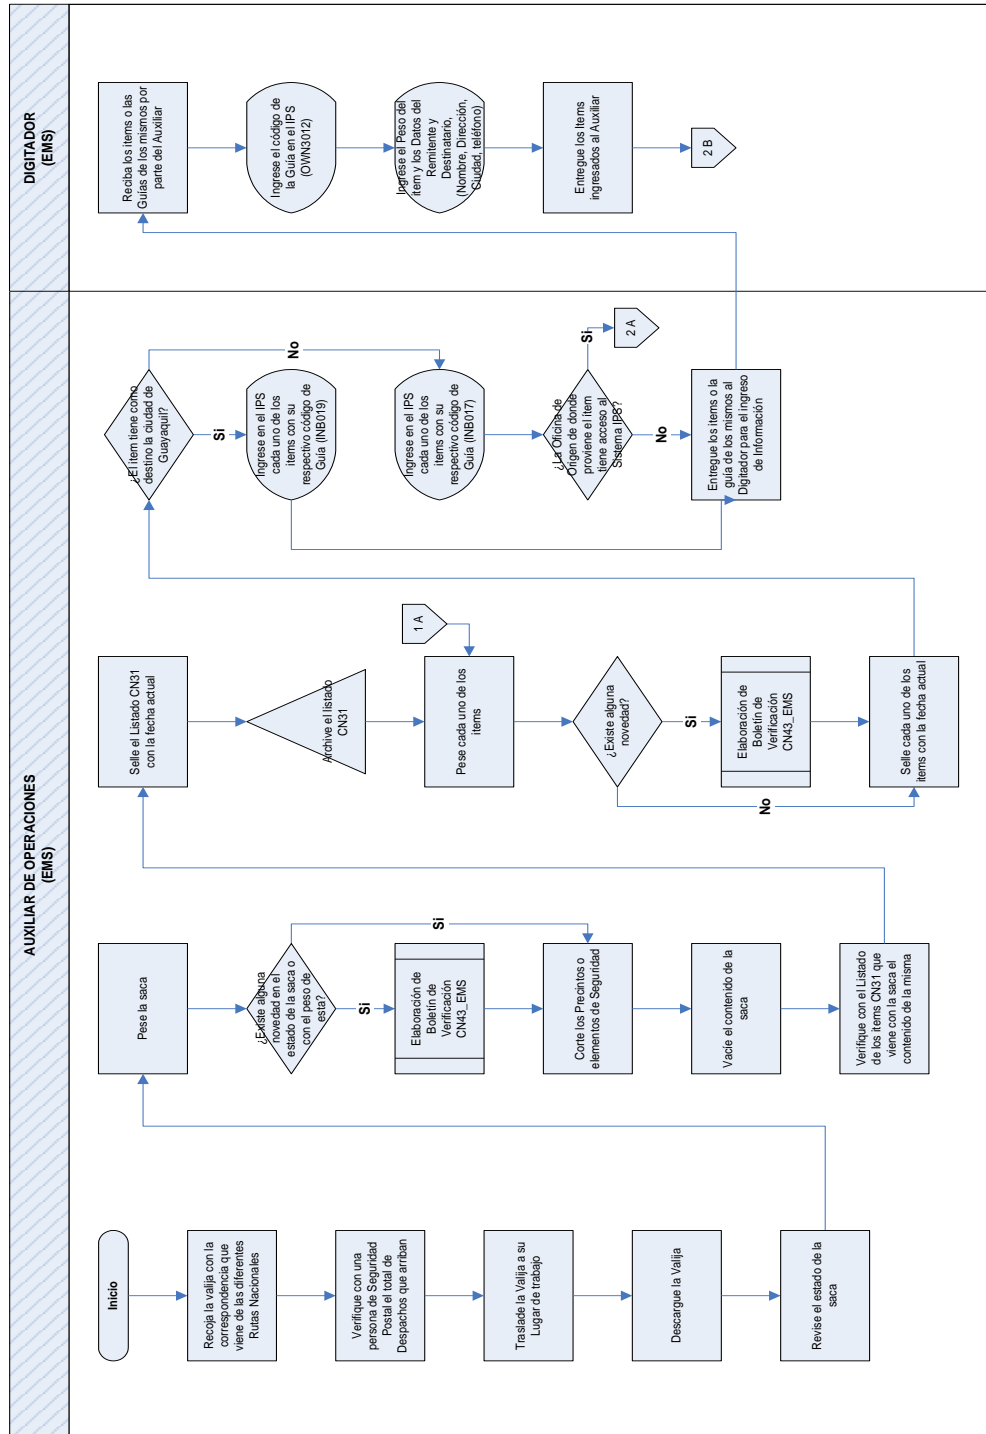 AUXILIAR DE OPERACIONES
(EMS)
DIGITADOR
(EMS)
Inicio
Recoja la valija con la
correspondencia que
viene de las diferentes
Rutas Nacionales
Verifique con una
persona de Seguridad
Postal el total de
Despachos que arriban
Traslade la Valija a su
Lugar de trabajo
Descargue la Valija
Revise el estado de la
saca
Pese la saca
¿Existe alguna
novedad en el
estado de la saca o
con el peso de
esta?
Si
Si
Elaboración de
Boletín de
Verificación
CN43_EMS
Corte los Precintos o
elementos de Seguridad
Vacie el contenido de la
saca
Verifique con el Listado
de los items CN31 que
viene con la saca el
contenido de la misma
Selle el Listado CN31
con la fecha actual
Archive el listado
CN31
1 A
Pese cada uno de los
items
¿Existe alguna
novedad?
Si
No
Elaboración de
Boletín de
Verificación
CN43_EMS
Selle cada uno de los
items con la fecha actual
¿El item tiene como
destino la ciudad de
Guayaquil?
Si
No
Ingrese en el IPS
cada uno de los
items con su
respectivo código de
Guía (INB019)
Ingrese en el IPS
cada uno de los
items con su
respectivo código de
Guía (INB017)
¿La Oficina de
Origen de donde
proviene el item
tiene acceso al
Sistema IPS?
Si
2 A
No
Entregue los items o la
guía de los mismos al
Digitador para el ingreso
de Información
Reciba los items o las
Guías de los mismos por
parte del Auxiliar
Ingrese el código de
la Guía en el IPS
(OWN3012)
Ingrese el Peso del
item y los Datos del
Remitente y
Destinatario,
(Nombre, Dirección,
Ciudad, teléfono)
Entregue los Items
ingresados al Auxiliar
2 B